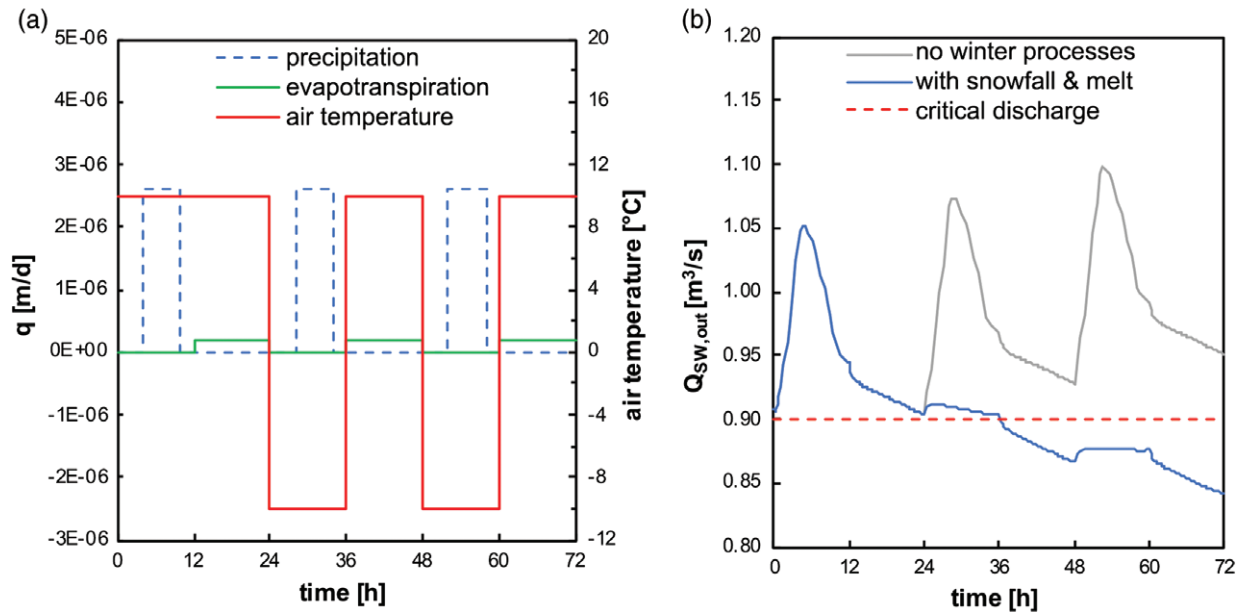 (a)
precipitation
evapotranspiration
air temperature
5E-06
4E-06
3E-06
2E-06
1E-06
0E+00
-1E-06
-2E-06
-3E-06
q [m/d]
20
16
12
8
4
0
-4
-8
-12
air temperature [°C]
0 12 24 36 48 60 72
time [h]
(b)
no winter processes
with snowfall & melt
critical discharge
1.20
1.15
1.10
1.05
1.00
0.95
0.90
0.85
0.80
QSW,out [m³/s]
0 12 24 36 48 60 72
time [h]